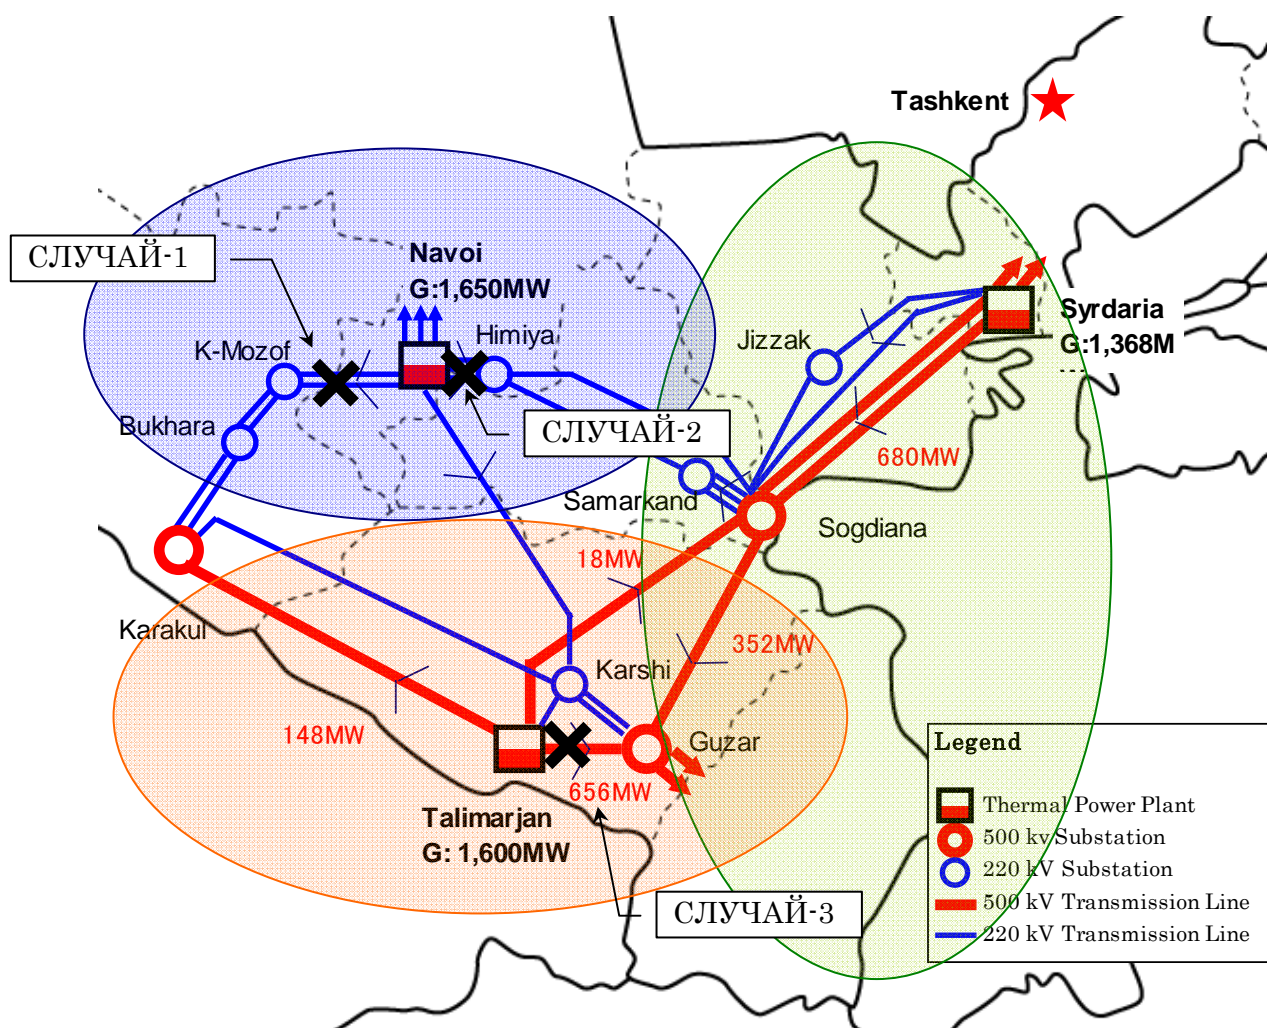 Tashkent
СЛУЧАЙ-1
Navoi
G:1,650MW
K-Mozof
Himiya
Syrdaria
G:1,368M
Jizzak
Bukhara
СЛУЧАЙ-2
680MW
Samarkand
Sogdiana
18MW
Karakul
352MW
Karshi
148MW
Guzar
656MW
Talimarjan
G: 1,600MW
СЛУЧАЙ-3
Legend
Thermal Power Plant
500 kv Substation
220 kV Substation
500 kV Transmission Line
220 kV Transmission Line